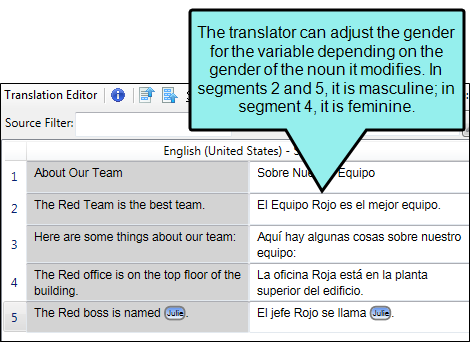 The translator can adjust the gender
for the variable depending on the
gender of the noun it modifies. In
segments 2 and 5, it is masculine; in
segment 4, it is feminine.
Translation Editor
Source Filter:
English (United States) -
1 About Our Team Sobre Equipo
2 The Red Team is the best team. El Equipo Rojo es el mejor equipo.
3 Here are some things about our team: Aquí hay algunas cosas sobre nuestro
equipo:
4 The Red office is on the top floor of the La oficina Roja está en la planta
building. superior del edificio.
5 The Red boss is named Julie. El jefe Rojo se llama Julie.